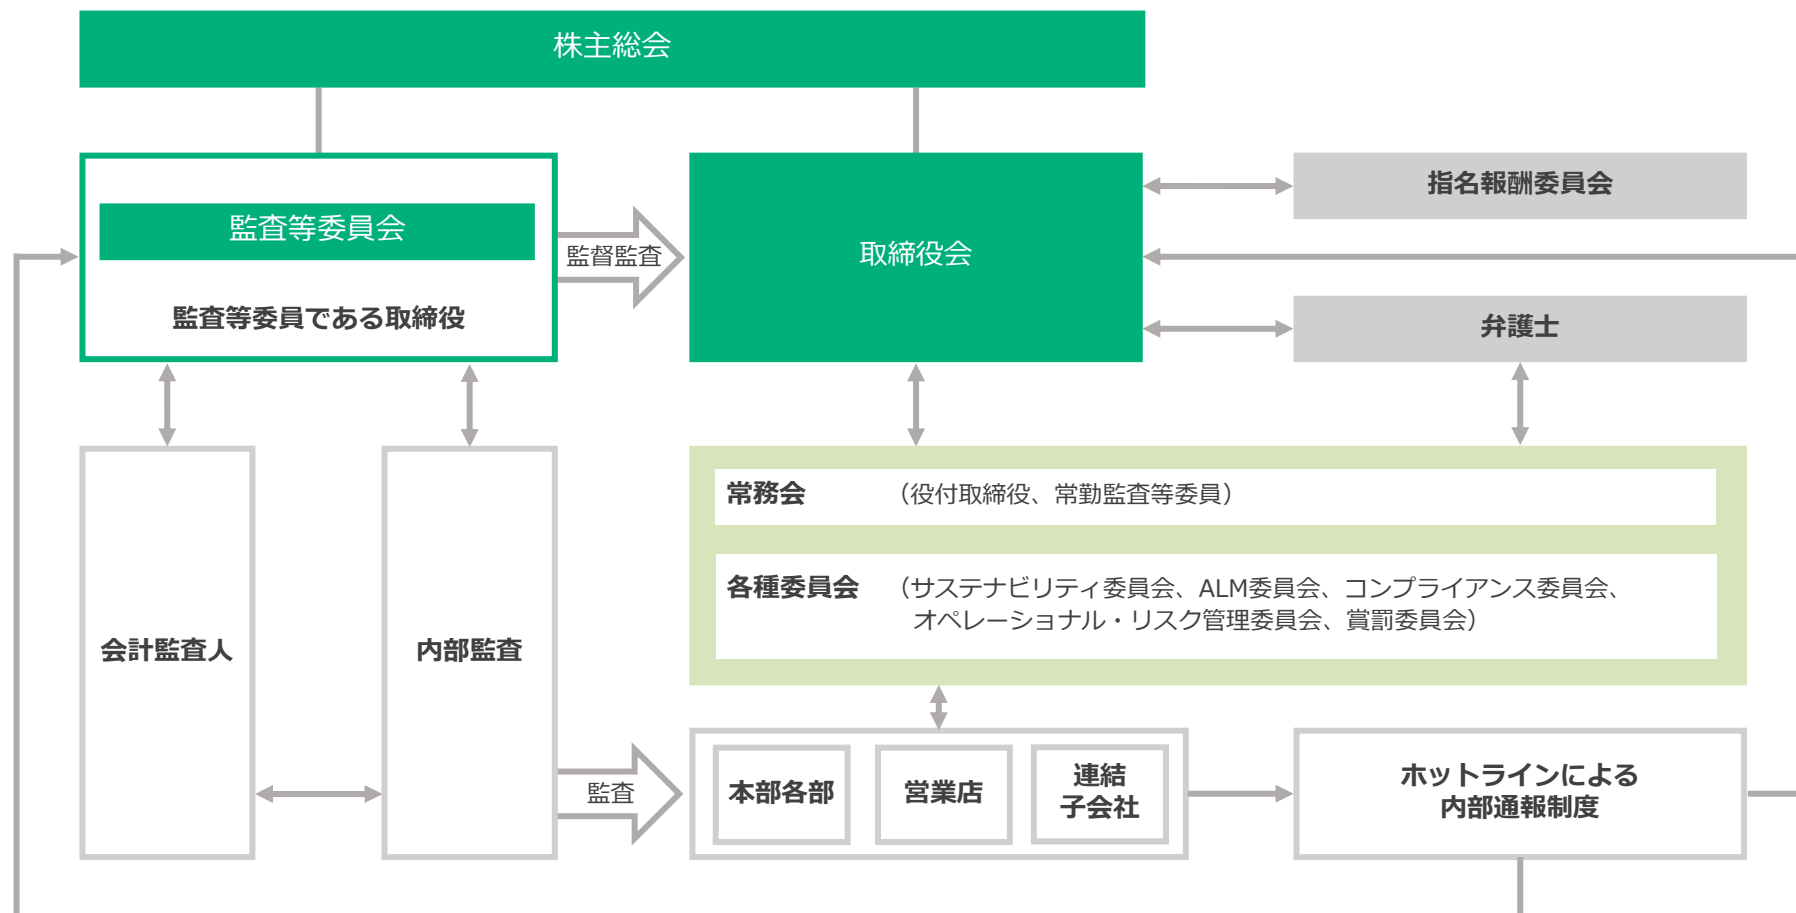 株主総会
監査等委員会
監査等委員である取締役
監督監査
取締役会
指名報酬委員会
弁護士
常務会 （役付取締役、常勤監査等委員）
各種委員会 （サステナビリティ委員会、ALM委員会、コンプライアンス委員会、
オペレーショナル・リスク管理委員会、賞罰委員会）
会計監査人
内部監査
監査
本部各部
営業店
連結
子会社
ホットラインによる
内部通報制度